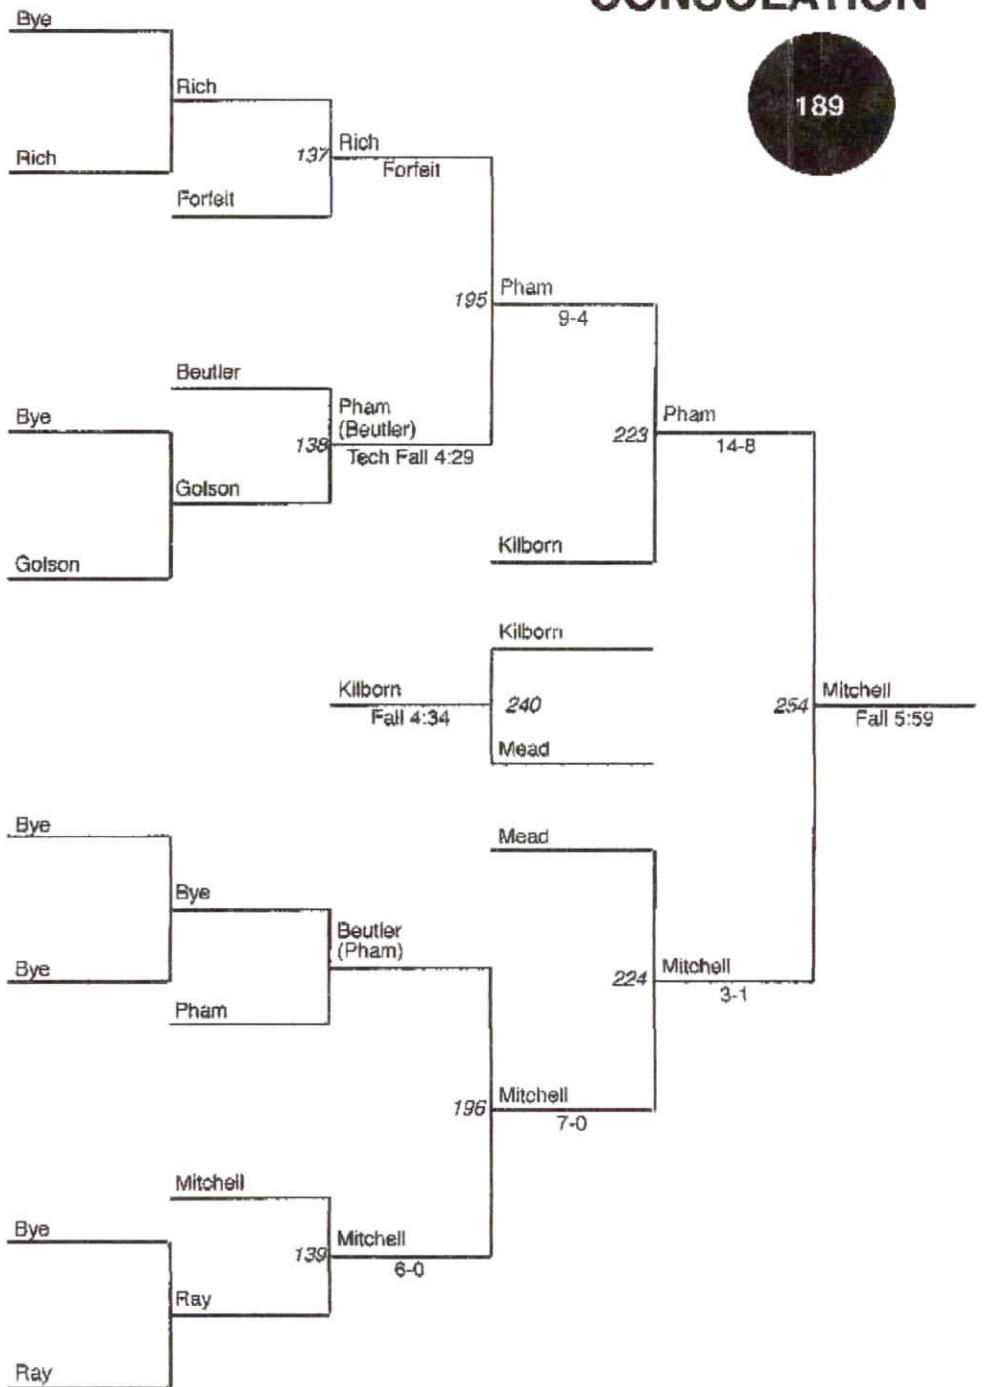 CONSOLATION
189
Bye
Rich
Rich
137
Rich
Forfeit
Forfeit
195
Pham
9-4
Beutler
Bye
Pham
(Beutler)
138
Tech Fall 4:29
Golson
Golson
223
Pham
14-8
Kilborn
Kilborn
Kilborn
Fall 4:34
240
Mead
254
Mitchell
Fall 5:59
Bye
Mead
Bye
Beutler
(Pham)
Bye
Pham
224
Mitchell
3-1
196
Mitchell
7-0
Mitchell
Bye
139
Mitchell
6-0
Ray
Ray